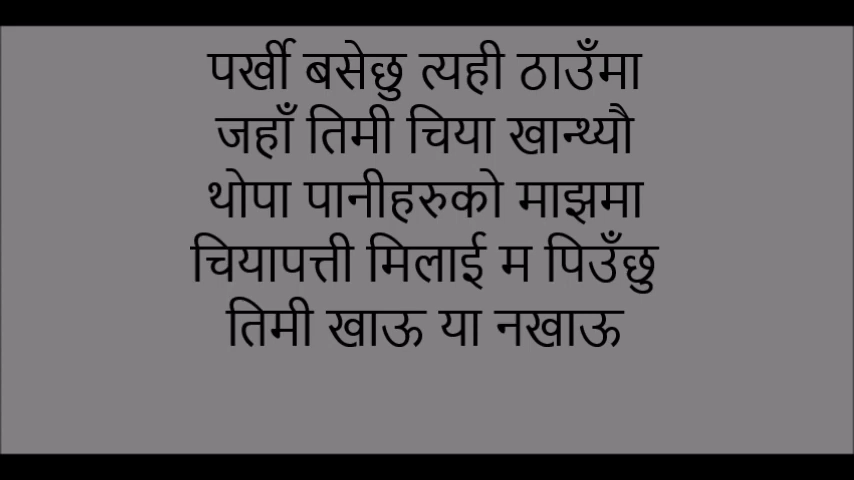 पर्खी बसेछु त्यही ठाउँमा
जहाँ तिमी चिया खान्थ्यौ
थोपा पानीहरुको माझमा
चियापत्ती मिलाई म पिउँछु
तिमी खाऊ या नखाऊ